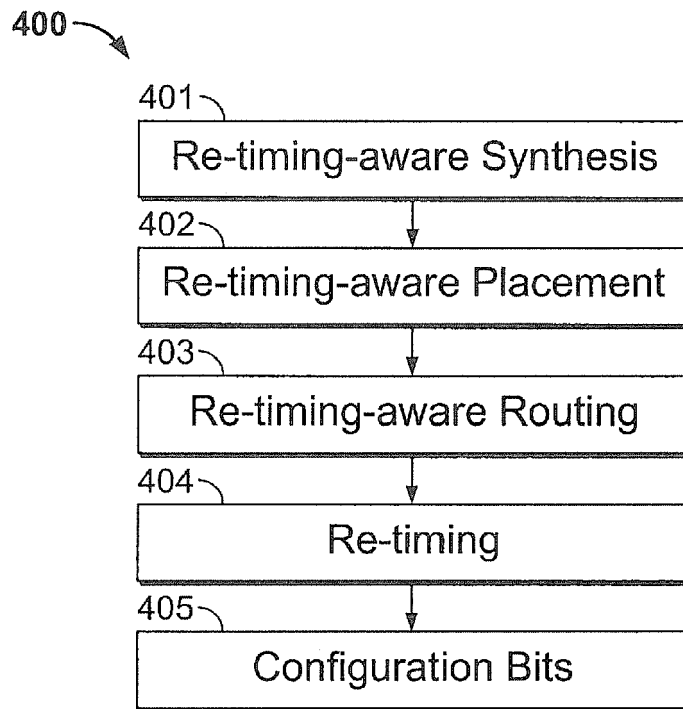 400
401
Re-timing-aware Synthesis
402
Re-timing-aware Placement
403
Re-timing-aware Routing
404
Re-timing
405
Configuration Bits